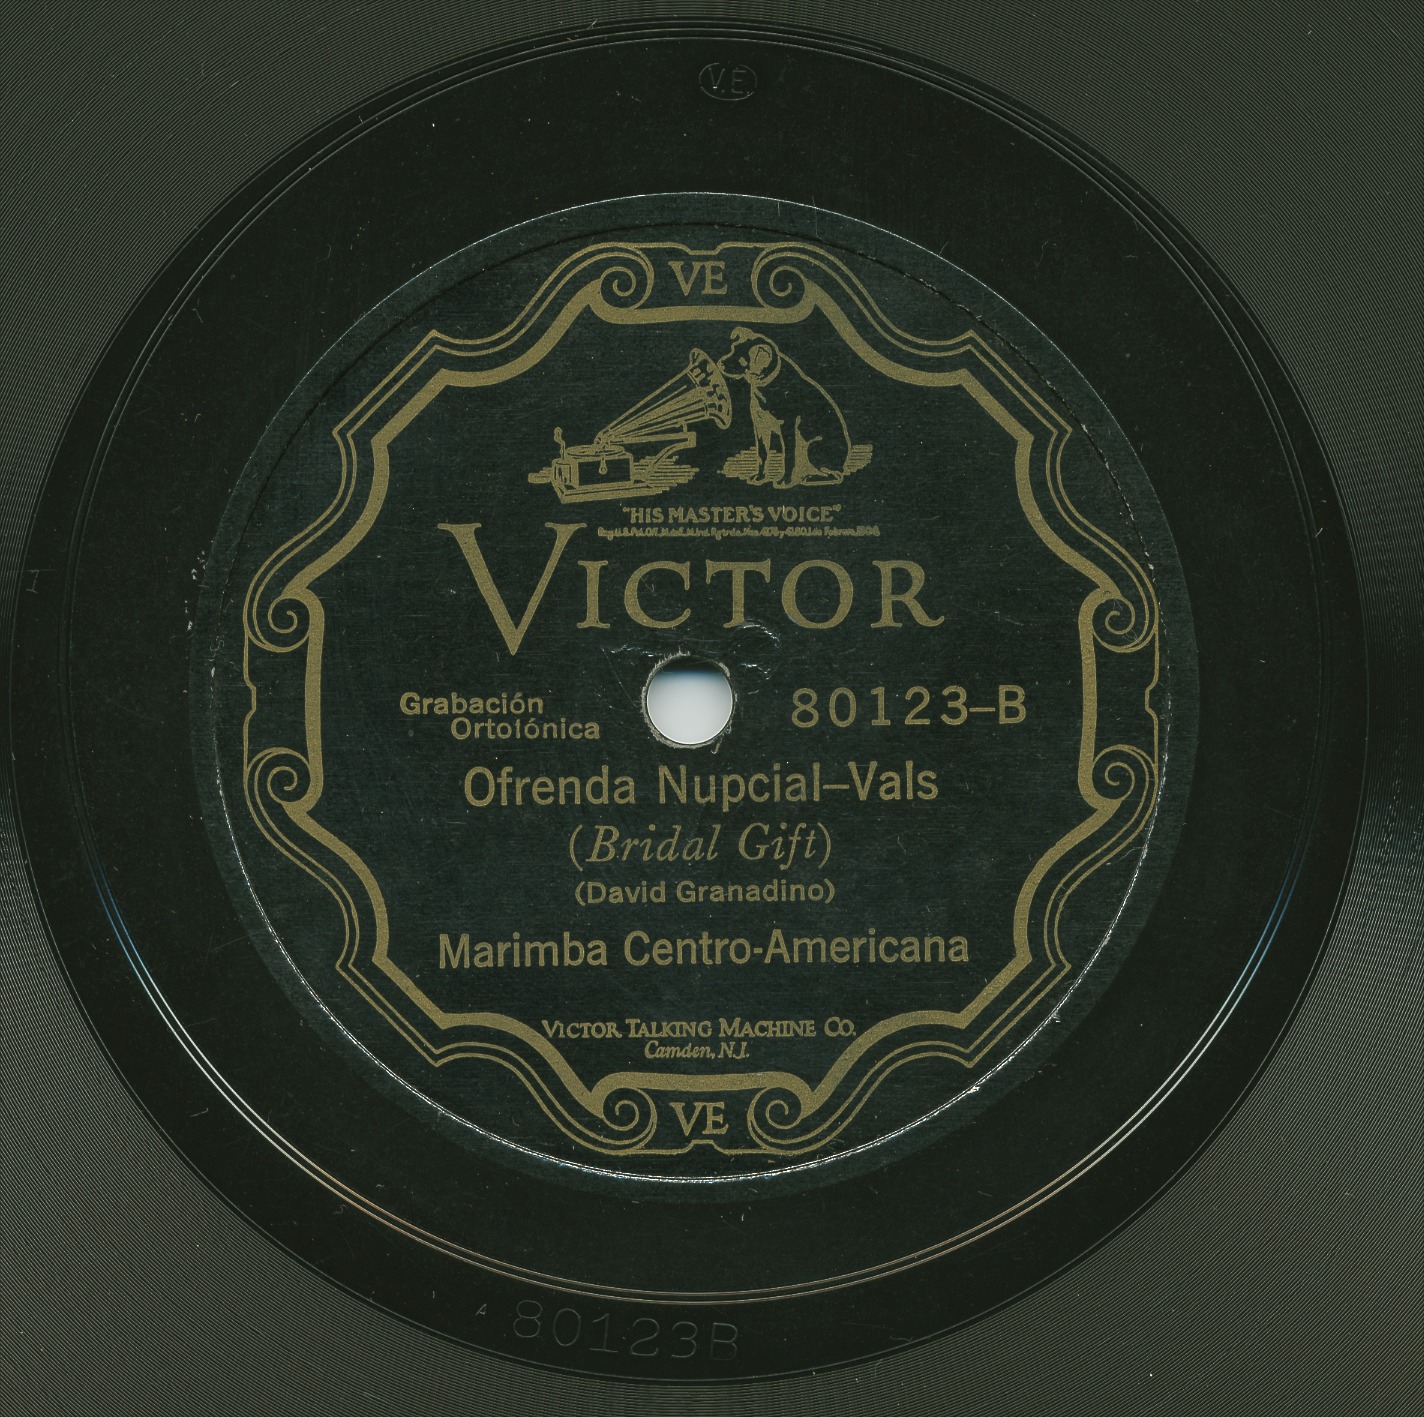 V.E.
VE
"HIS MASTER'S VOICE"
VICTOR
Grabación
Ortofónica
80123–B
Ofrenda Nupcial–Vals
(Bridal Gift)
(David Granadino)
Marimba Centro-Americana
VICTOR TALKING MACHINE CO.
Camden, N.J.
VE
80123B